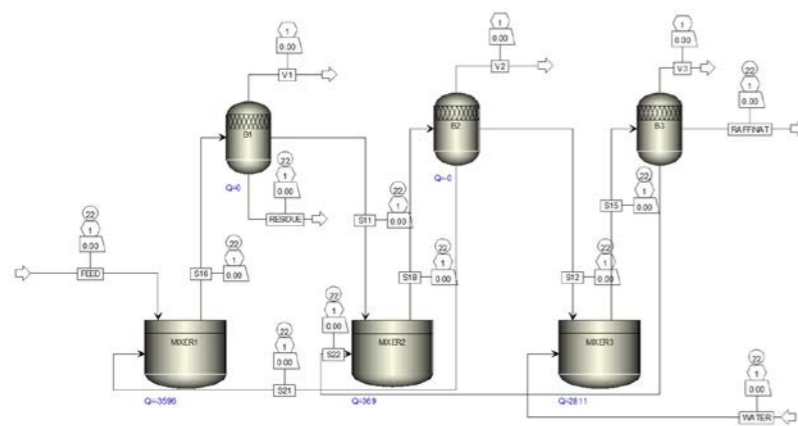 1
0.00
V1
1
0.00
V2
1
0.00
V3
22
1
0.00
RAFFINAT
B1
B2
B3
Q=0
Q=0
22
1
0.00
RESIDUE
22
1
0.00
S11
22
1
0.00
S15
22
1
0.00
FEED
22
1
0.00
S16
22
1
0.00
S18
22
1
0.00
S12
22
1
0.00
S22
MIXER1
MIXER2
MIXER3
22
1
0.00
S21
22
1
0.00
WATER
Q=-3596
Q=369
Q=2811